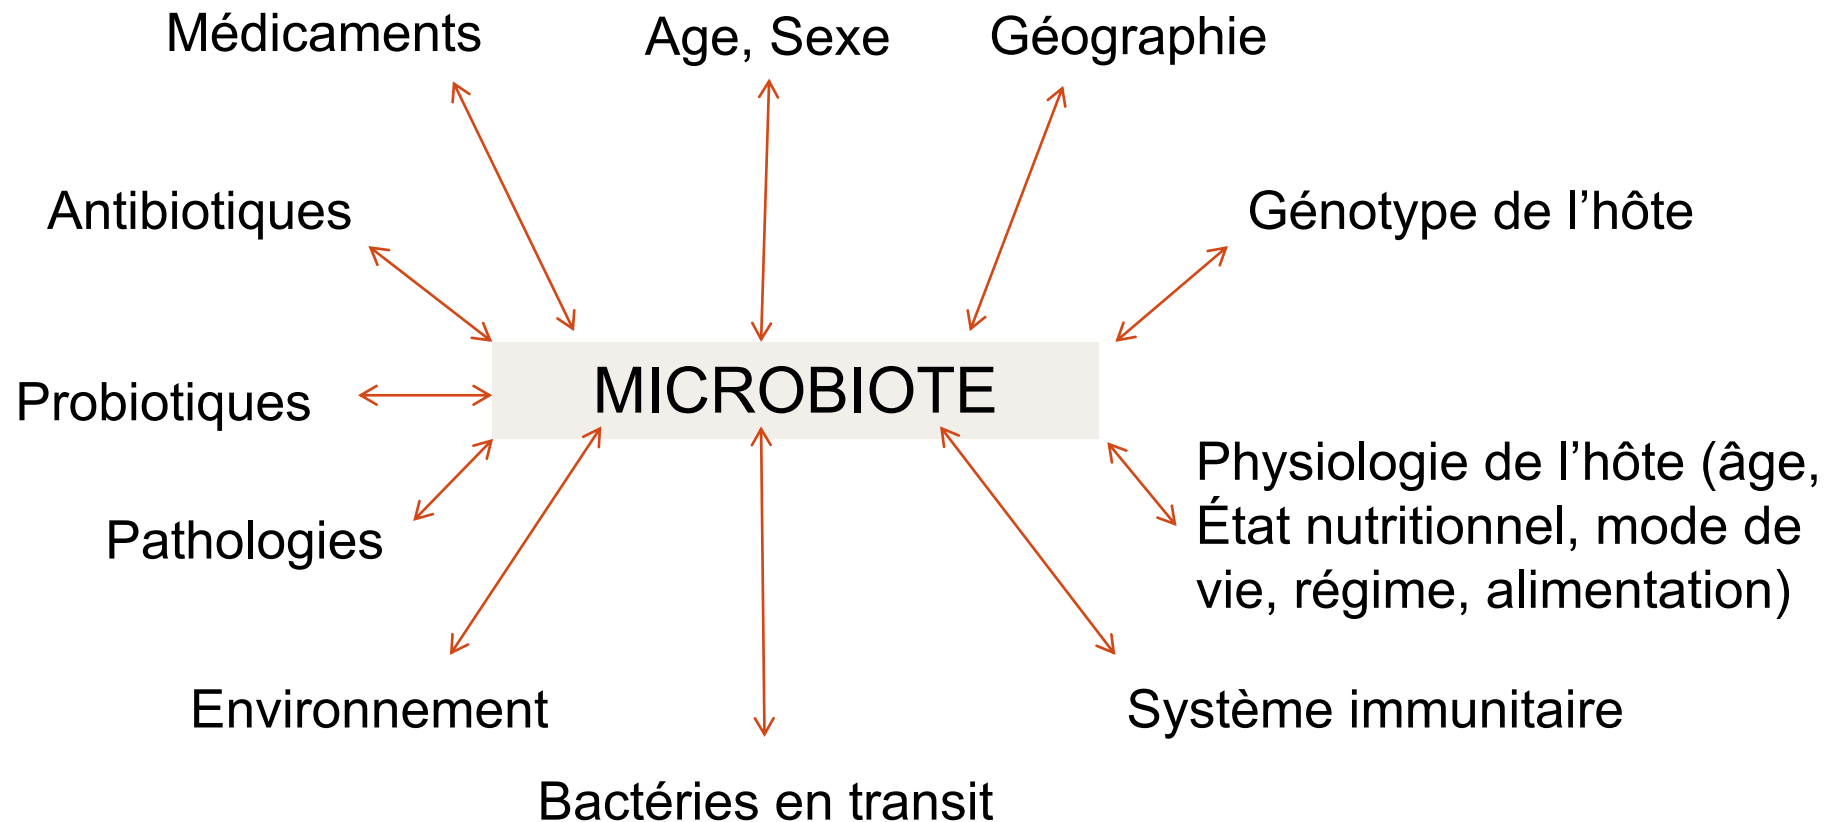 Médicaments
Age, Sexe
Géographie
Antibiotiques
Génotype de l’hôte
MICROBIOTE
Probiotiques
Physiologie de l’hôte (âge,
État nutritionnel, mode de
vie, régime, alimentation)
Pathologies
Environnement
Système immunitaire
Bactéries en transit